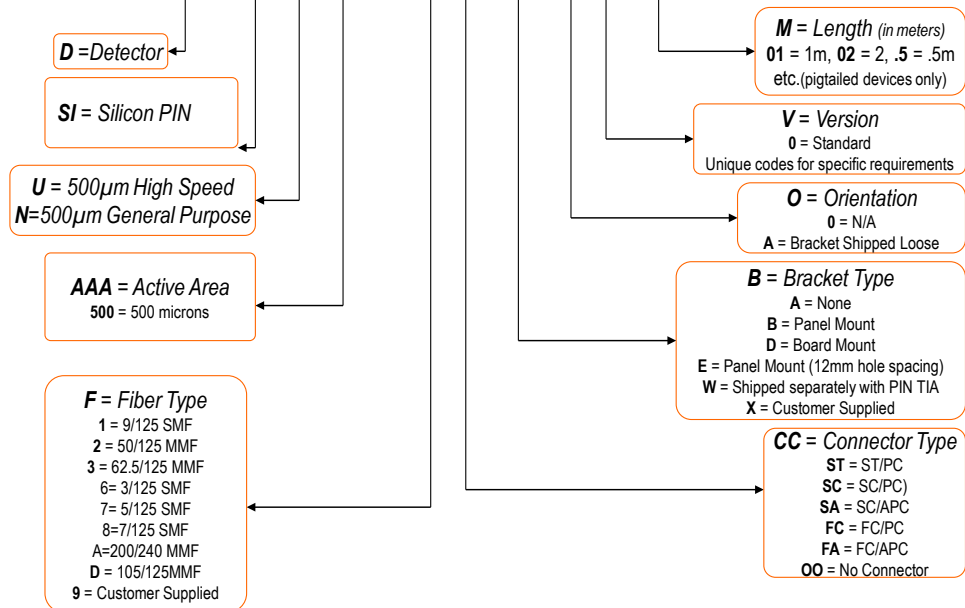 D =Detector
SI = Silicon PIN
U = 500µm High Speed
N=500µm General Purpose
AAA = Active Area
500 = 500 microns
F = Fiber Type
1 = 9/125 SMF
2 = 50/125 MMF
3 = 62.5/125 MMF
6= 3/125 SMF
7= 5/125 SMF
8=7/125 SMF
A=200/240 MMF
D = 105/125MMF
9 = Customer Supplied
M = Length (in meters)
01 = 1m, 02 = 2, .5 = .5m
etc.(pigtailed devices only)
V = Version
0 = Standard
Unique codes for specific requirements
O = Orientation
0 = N/A
A = Bracket Shipped Loose
B = Bracket Type
A = None
B = Panel Mount
D = Board Mount
E = Panel Mount (12mm hole spacing)
W = Shipped separately with PIN TIA
X = Customer Supplied
CC = Connector Type
ST = ST/PC
SC = SC/PC)
SA = SC/APC
FC = FC/PC
FA = FC/APC
OO = No Connector